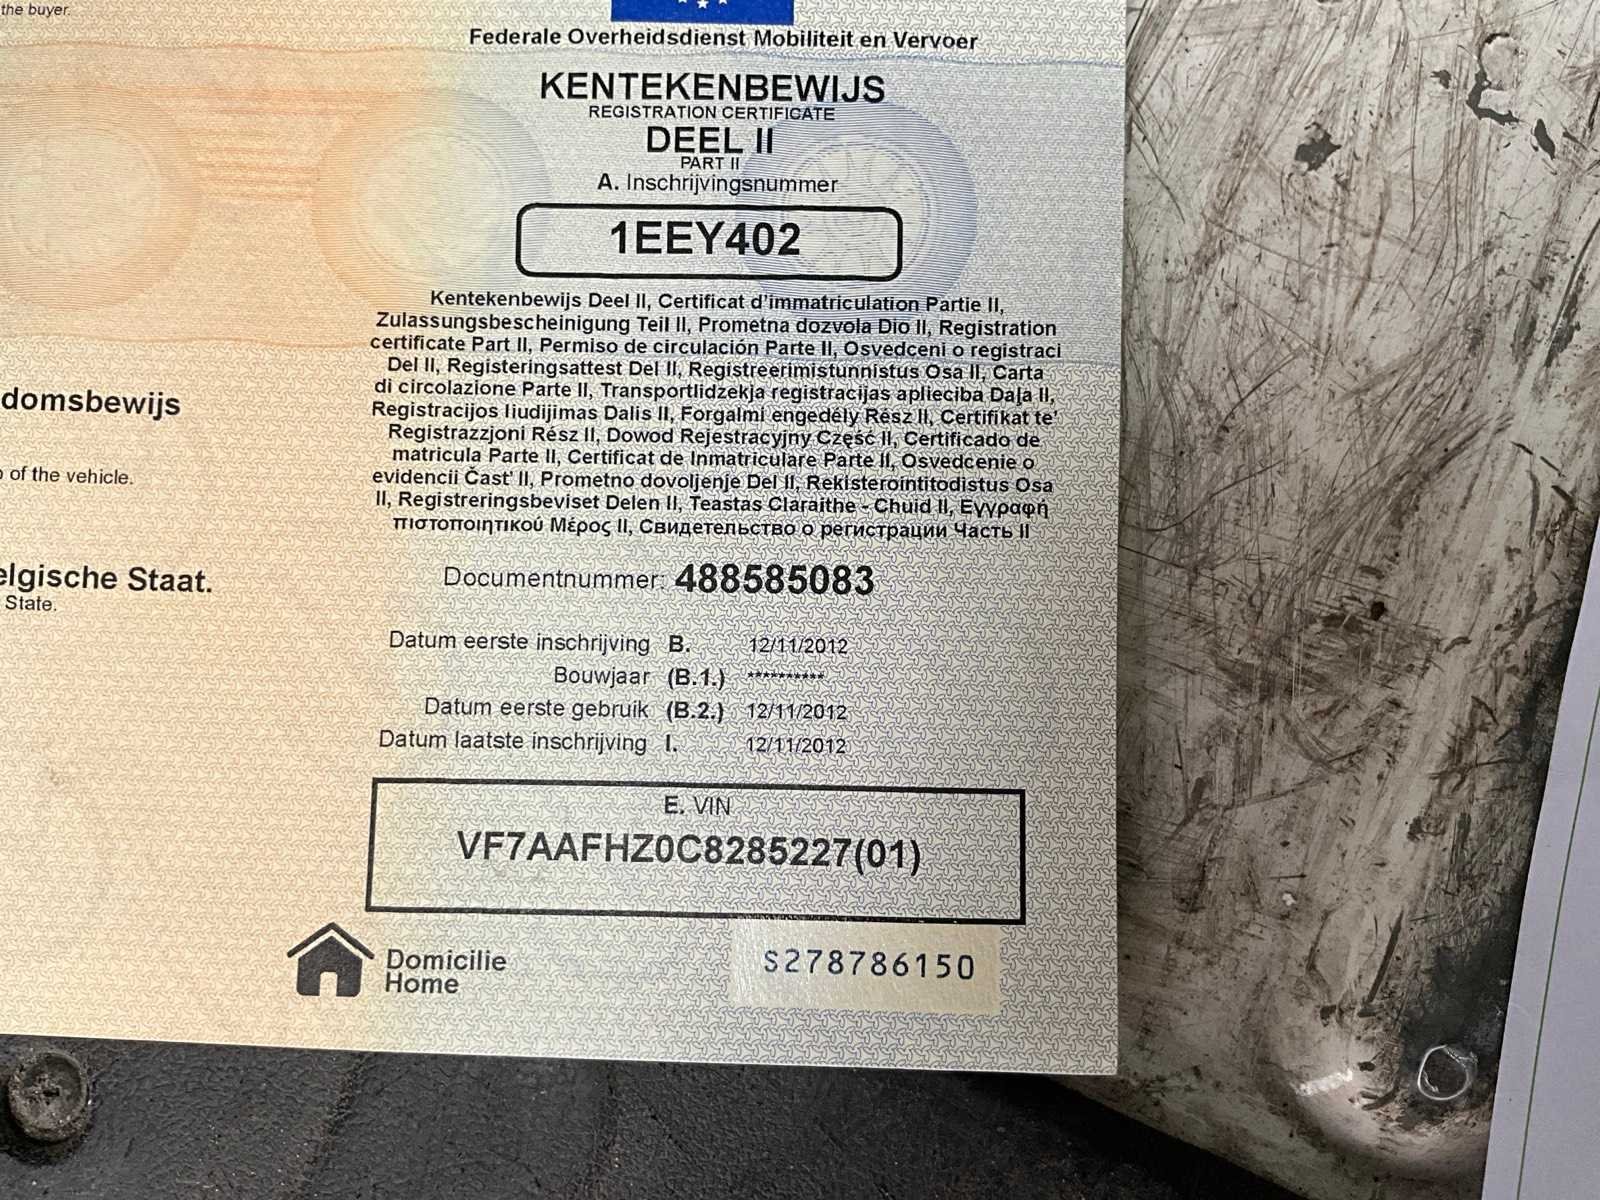 the buyer.
Federale Overheidsdienst Mobiliteit en Vervoer
KENTEKENBEWIJS
REGISTRATION CERTIFICATE
DEEL II
PART II
A. Inschrijvingsnummer
1EEY402
Kentekenbewijs Deel II, Certificat d'immatriculation Partie II,
Zulassungsbescheinigung Teil II, Prometna dozvola Dio II, Registration
certificate Part II, Permiso de circulación Parte II, Osvedceni o registraci
Del II, Registeringsattest Del II, Registreerimistunnistus Osa II, Carta
di circolazione Parte II, Transportlidzekja registracijas aplieciba Daļa II,
Registracijos liudijimas Dalis II, Forgalmi engedély Rész II, Certifikat te'
Registrazzjoni Rész II, Dowod Rejestracyjny Część II, Certificado de
matricula Parte II, Certificat de Inmatriculare Parte II, Osvedcenie o
evidencii Čast' II, Prometno dovoljenje Del II, Rekisterointitodistus Osa
II, Registreringsbeviset Delen II, Teastas Claraithe - Chuid II, Εγγραφή
πιστοποιητικού Μέρος II, Свидетельство о регистрации Часть II
domsbewijs
of the vehicle.
elgische Staat.
State.
Documentnummer: 488585083
Datum eerste inschrijving B. 12/11/2012
Bouwjaar (B.1.) **********
Datum eerste gebruik (B.2.) 12/11/2012
Datum laatste inschrijving I. 12/11/2012
E. VIN
VF7AAFHZ0C8285227(01)
Domicilie
Home
S278786150